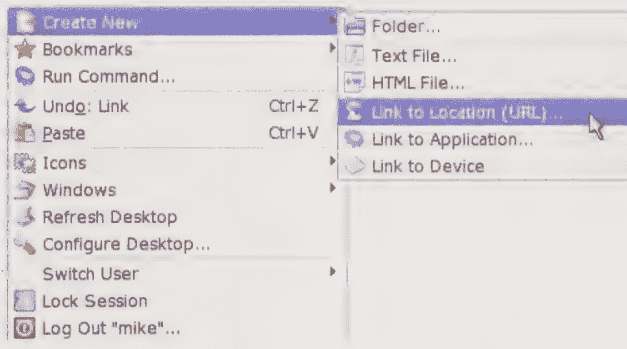 Create New
Bookmarks
Run Command...
Undo: Link Ctrl+Z
Paste Ctrl+V
Icons
Windows
Refresh Desktop
Configure Desktop...
Switch User
Lock Session
Log Out "mike"...
Folder...
Text File...
HTML File...
Link to Location (URL)...
Link to Application...
Link to Device